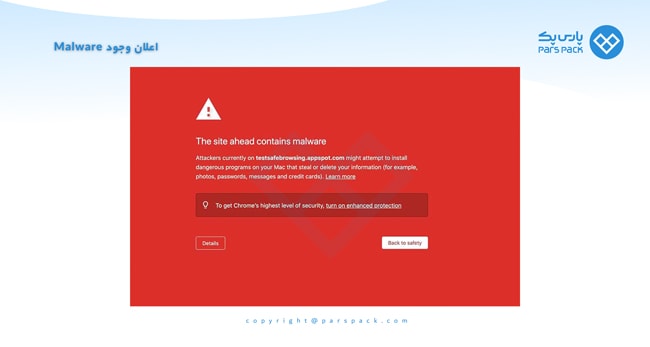 اعلان وجود Malware
پارس پک
Pars Pack
The site ahead contains malware
Attackers currently on testsafebrowsing.appspot.com might attempt to install
dangerous programs on your Mac that steal or delete your information (for example,
photos, passwords, messages and credit cards). Learn more
To get Chrome's highest level of security, turn on enhanced protection
Details
Back to safety
copyright@parspack.com